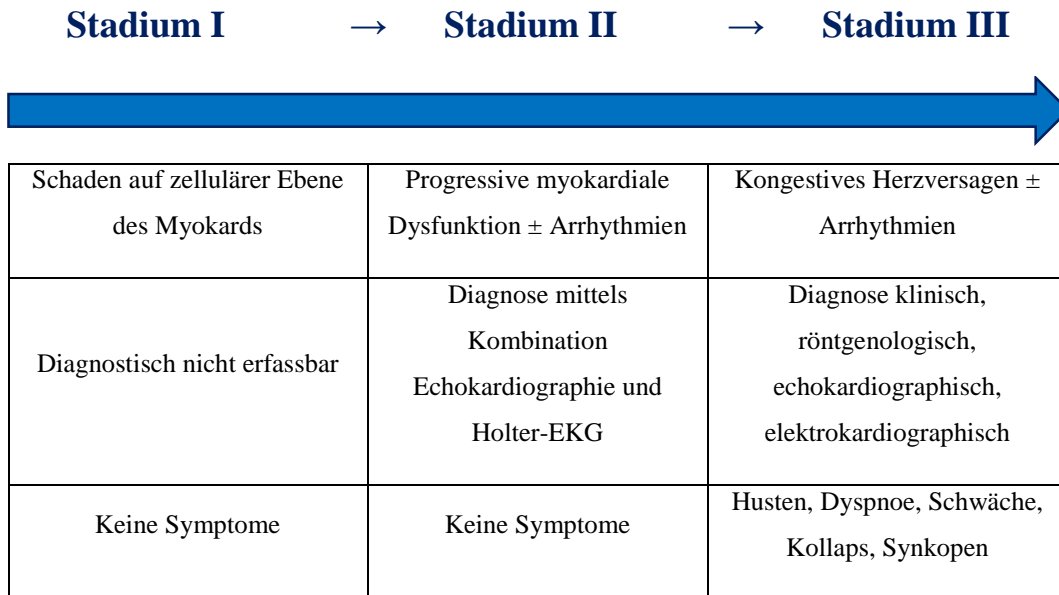 Stadium I → Stadium II → Stadium III
Schaden auf zellulärer Ebene
des Myokards
Progressive myokardiale
Dysfunktion ± Arrhythmien
Kongestives Herzversagen ±
Arrhythmien
Diagnostisch nicht erfassbar
Diagnose mittels
Kombination
Echokardiographie und
Holter-EKG
Diagnose klinisch,
röntgenologisch,
echokardiographisch,
elektrokardiographisch
Keine Symptome
Keine Symptome
Husten, Dyspnoe, Schwäche,
Kollaps, Synkopen